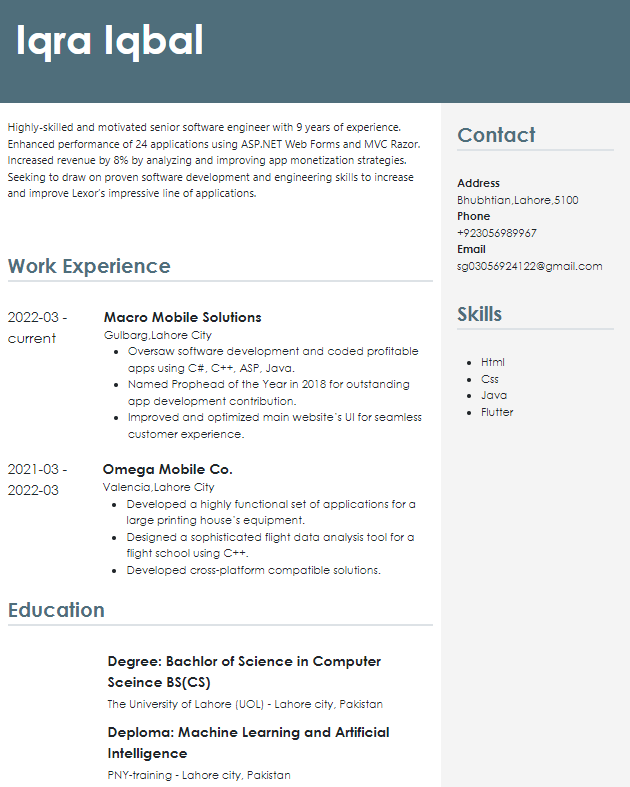 Iqra Iqbal
Highly-skilled and motivated senior software engineer with 9 years of experience.
Enhanced performance of 24 applications using ASP.NET Web Forms and MVC Razor.
Increased revenue by 8% by analyzing and improving app monetization strategies.
Seeking to draw on proven software development and engineering skills to increase
and improve Lexor's impressive line of applications.
Work Experience
2022-03 -
current
Macro Mobile Solutions
Gulbarg,Lahore City
• Oversaw software development and coded profitable
apps using C#, C++, ASP, Java.
• Named Prophead of the Year in 2018 for outstanding
app development contribution.
• Improved and optimized main website´s UI for seamless
customer experience.
2021-03 -
2022-03
Omega Mobile Co.
Valencia,Lahore City
• Developed a highly functional set of applications for a
large printing house´s equipment.
• Designed a sophisticated flight data analysis tool for a
flight school using C++.
• Developed cross-platform compatible solutions.
Education
Degree: Bachlor of Science in Computer
Sceince BS(CS)
The University of Lahore (UOL) - Lahore city, Pakistan
Deploma: Machine Learning and Artificial
Intelligence
PNY-training - Lahore city, Pakistan
Contact
Address
Bhubhtian,Lahore,5100
Phone
+923056989967
Email
sg03056924122@gmail.com
Skills
• Html
• Css
• Java
• Flutter